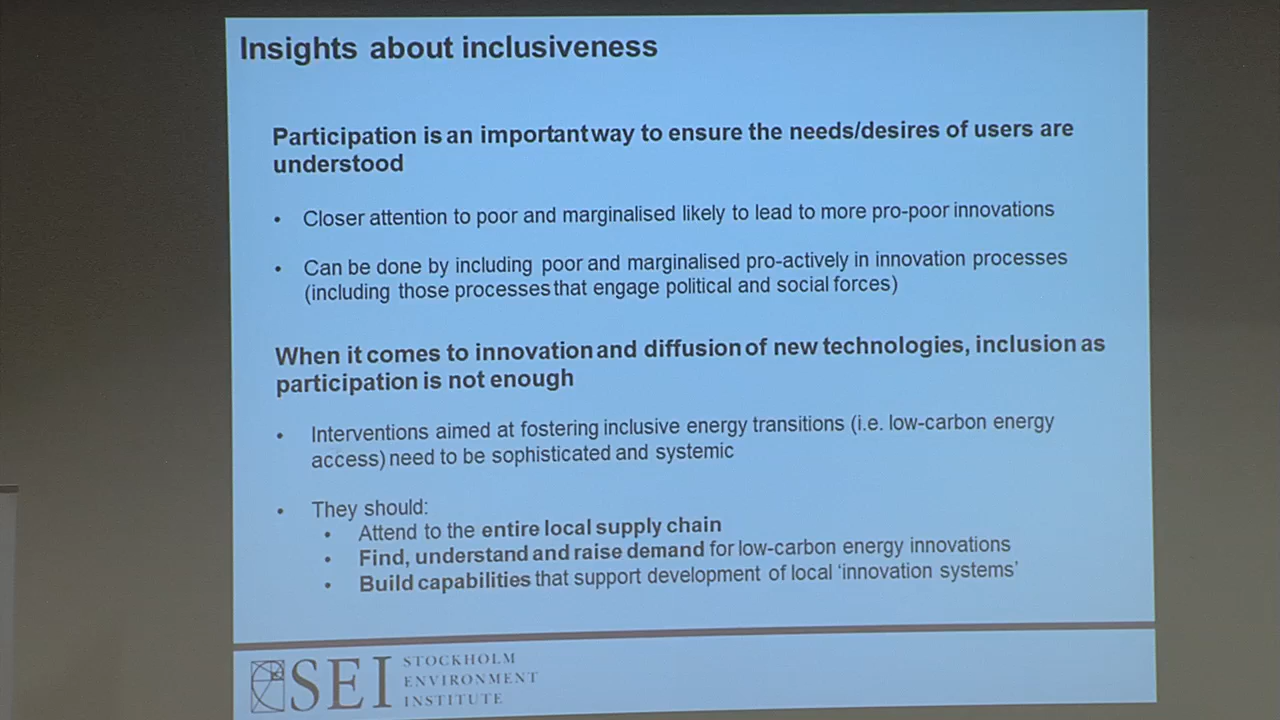 Insights about inclusiveness
Participation is an important way to ensure the needs/desires of users are
understood
• Closer attention to poor and marginalised likely to lead to more pro-poor innovations
• Can be done by including poor and marginalised pro-actively in innovation processes
(including those processes that engage political and social forces)
When it comes to innovation and diffusion of new technologies, inclusion as
participation is not enough
• Interventions aimed at fostering inclusive energy transitions (i.e. low-carbon energy
access) need to be sophisticated and systemic
• They should:
• Attend to the entire local supply chain
• Find, understand and raise demand for low-carbon energy innovations
• Build capabilities that support development of local ‘innovation systems’
SEI
STOCKHOLM
ENVIRONMENT
INSTITUTE